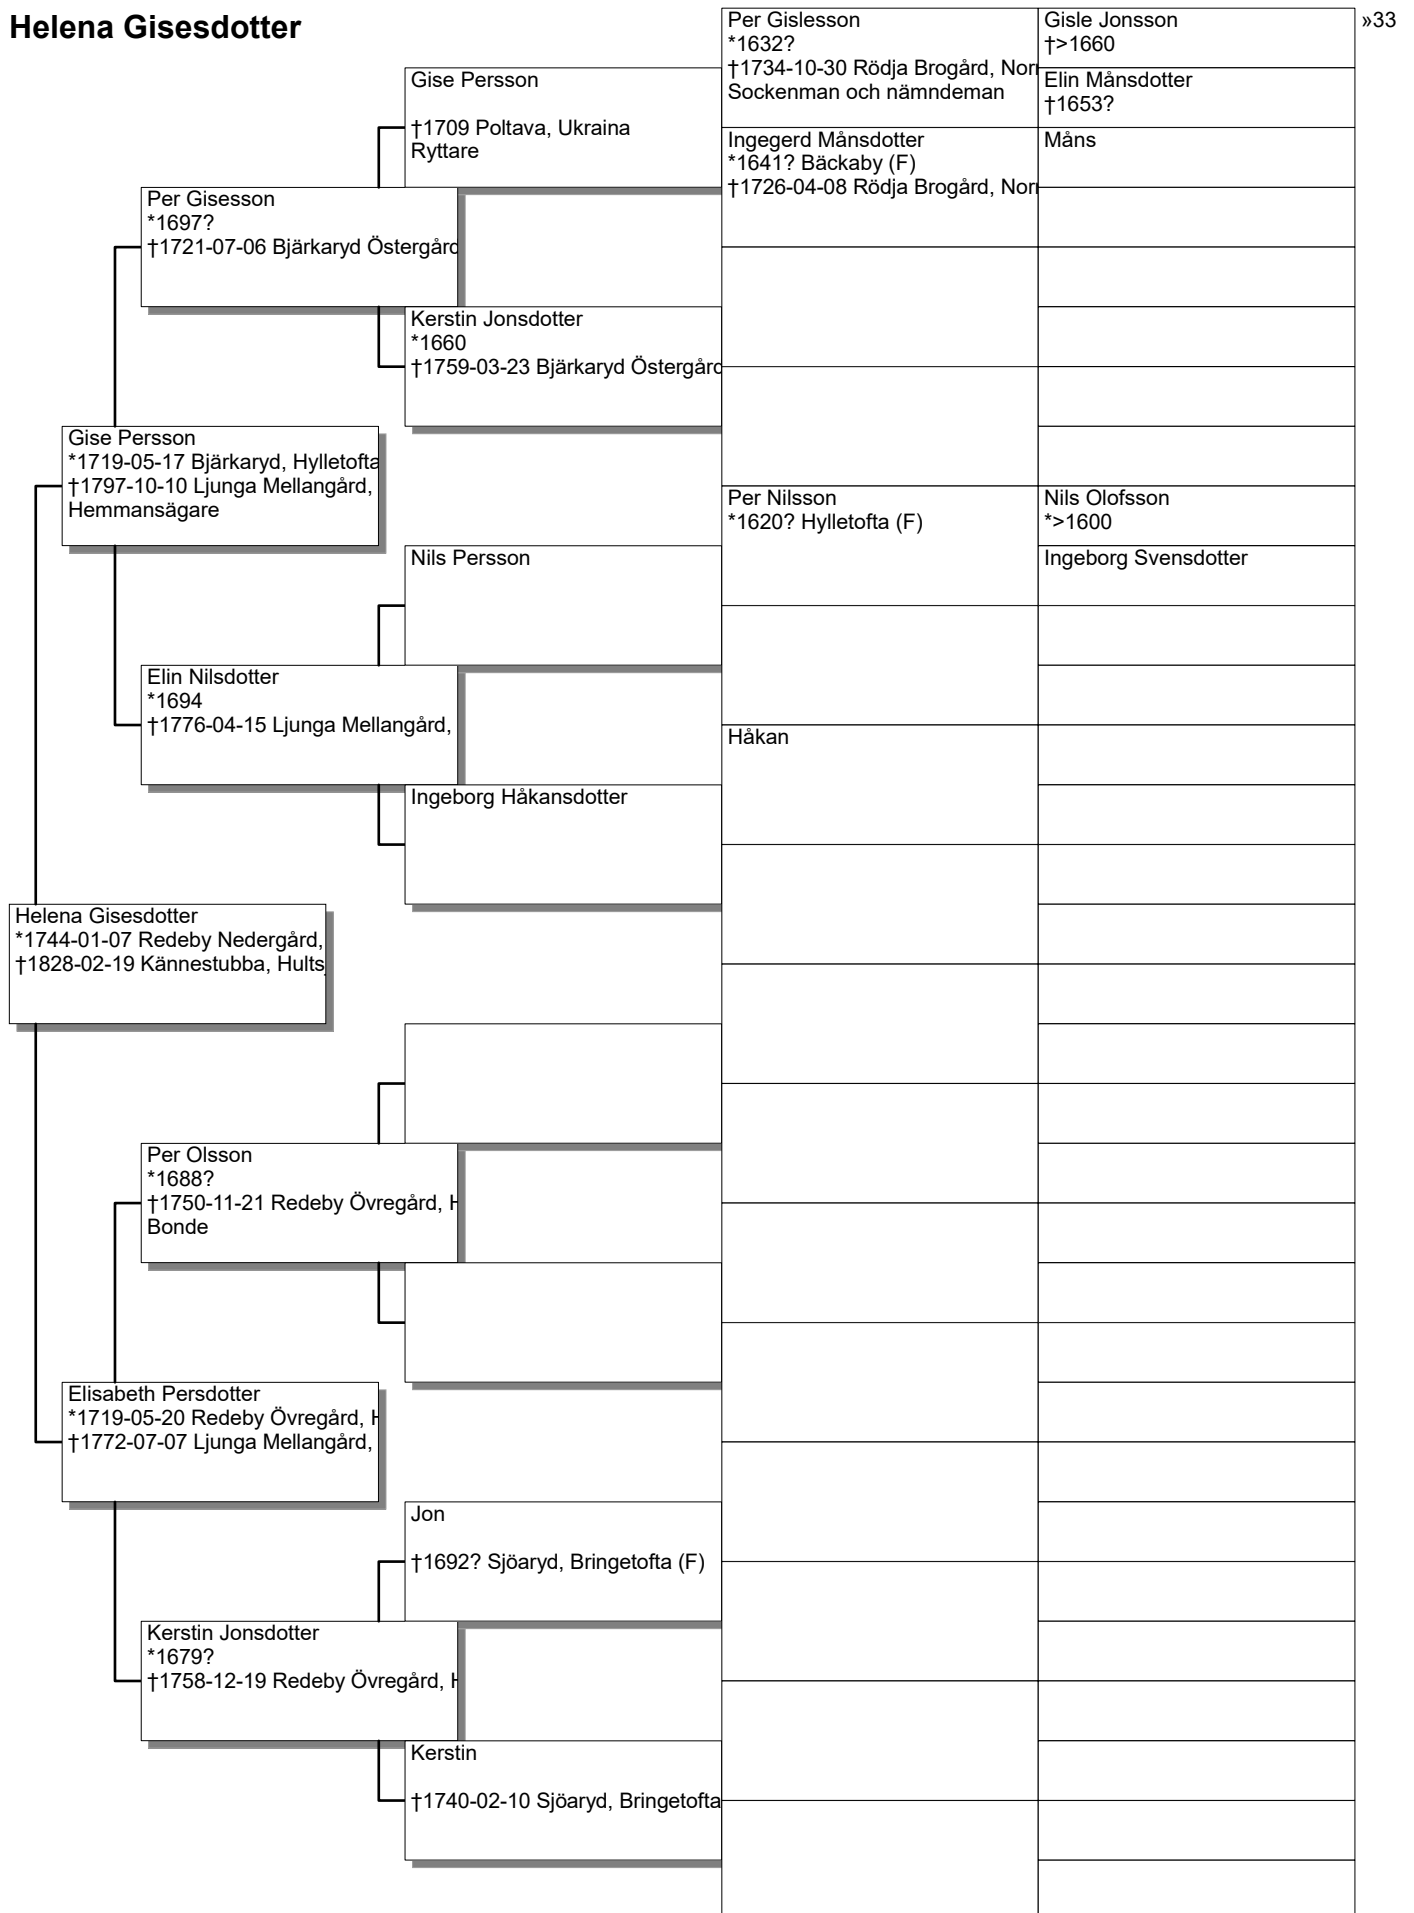 Helena Gisesdotter
Per Gislesson
*1632?
†1734-10-30 Rödja Brogård, Nor
Sockenman och nämndeman
Gisle Jonsson
†>1660
»33
Elin Månsdotter
†1653?
Gise Persson
†1709 Poltava, Ukraina
Ryttare
Ingegerd Månsdotter
*1641? Bäckaby (F)
†1726-04-08 Rödja Brogård, Nor
Måns
Per Gisesson
*1697?
†1721-07-06 Bjärkaryd Östergård
Kerstin Jonsdotter
*1660
†1759-03-23 Bjärkaryd Östergård
Gise Persson
*1719-05-17 Bjärkaryd, Hylletofta
†1797-10-10 Ljunga Mellangård,
Hemmansägare
Per Nilsson
*1620? Hylletofta (F)
Nils Olofsson
*>1600
Ingeborg Svensdotter
Nils Persson
Elin Nilsdotter
*1694
†1776-04-15 Ljunga Mellangård,
Håkan
Ingeborg Håkansdotter
Helena Gisesdotter
*1744-01-07 Redeby Nedergård,
†1828-02-19 Kännestubba, Hults
Per Olsson
*1688?
†1750-11-21 Redeby Övregård, H
Bonde
Elisabeth Persdotter
*1719-05-20 Redeby Övregård, H
†1772-07-07 Ljunga Mellangård,
Jon
†1692? Sjöaryd, Bringetofta (F)
Kerstin Jonsdotter
*1679?
†1758-12-19 Redeby Övregård, H
Kerstin
†1740-02-10 Sjöaryd, Bringetofta